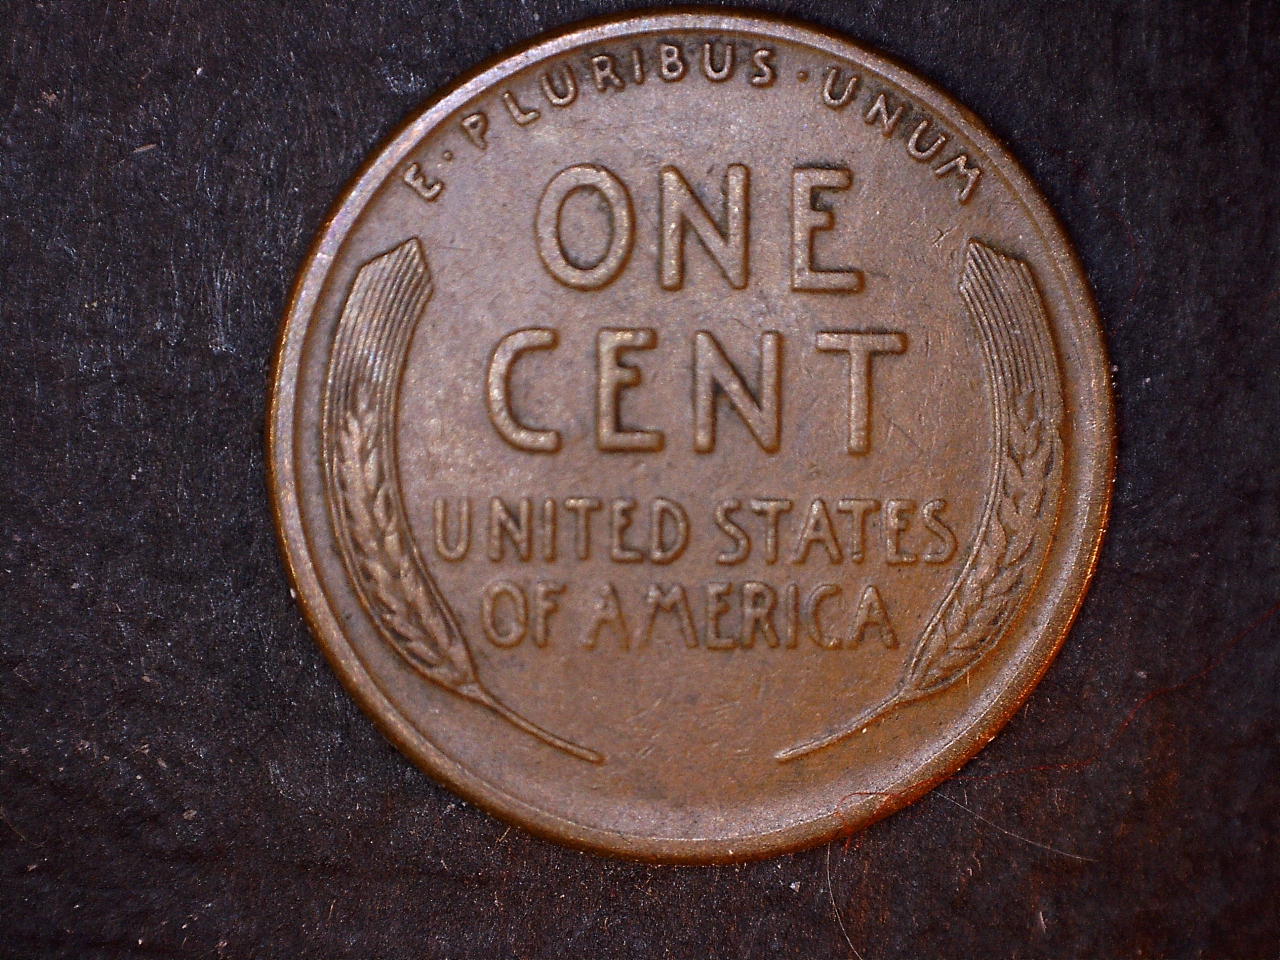 E · PLURIBUS · UNUM
ONE
CENT
UNITED STATES
OF AMERICA